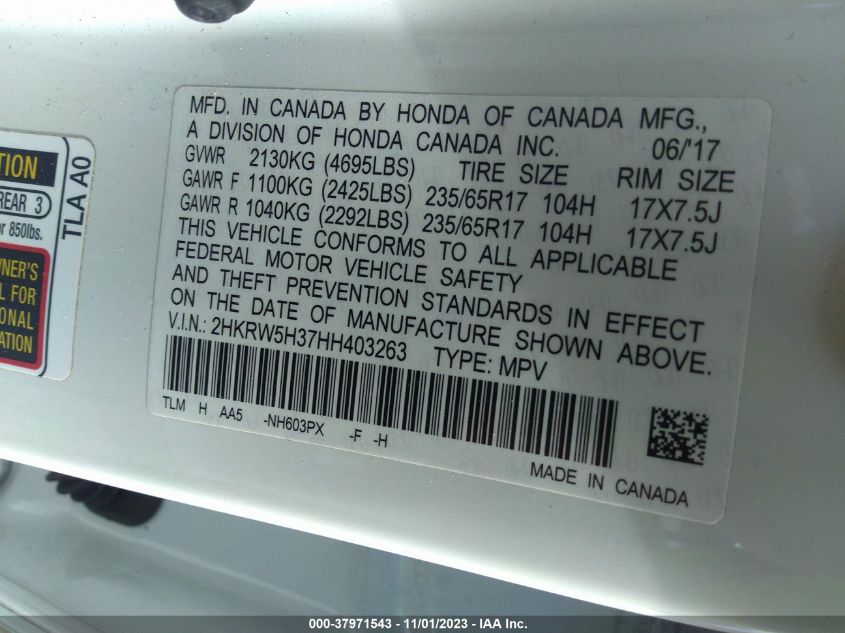 TION
REAR 3
850lbs.
NER'S
L FOR
ONAL
ATION
TLA A0
MFD. IN CANADA BY HONDA OF CANADA MFG.,
A DIVISION OF HONDA CANADA INC. 06/'17
GVWR 2130KG (4695LBS) TIRE SIZE RIM SIZE
GAWR F 1100KG (2425LBS) 235/65R17 104H 17X7.5J
GAWR R 1040KG (2292LBS) 235/65R17 104H 17X7.5J
THIS VEHICLE CONFORMS TO ALL APPLICABLE
FEDERAL MOTOR VEHICLE SAFETY
AND THEFT PREVENTION STANDARDS IN EFFECT
ON THE DATE OF MANUFACTURE SHOWN ABOVE.
V.I.N.: 2HKRW5H37HH403263 TYPE: MPV
TLM H AA5 -NH603PX -F -H
MADE IN CANADA
000-37971543 - 11/01/2023 - IAA Inc.